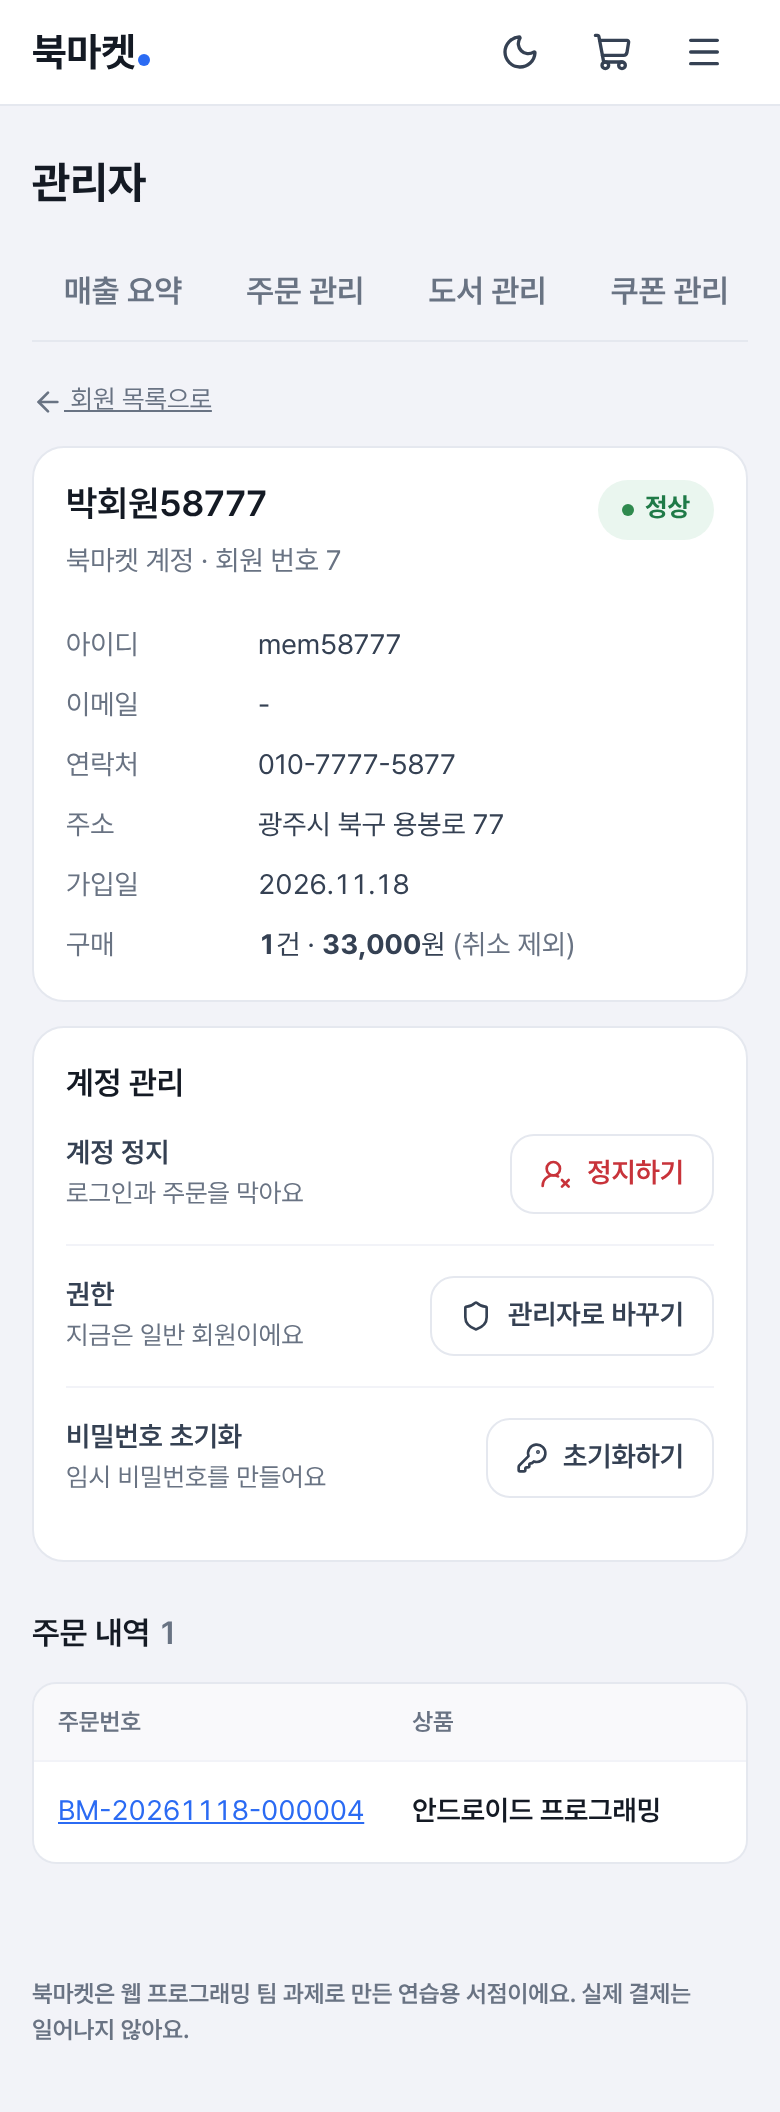 북마켓
관리자
매출 요약 주문 관리 도서 관리 쿠폰 관리
회원 목록으로
박회원58777
정상
북마켓 계정 · 회원 번호 7
아이디 mem58777
이메일 -
연락처 010-7777-5877
주소 광주시 북구 용봉로 77
가입일 2026.11.18
구매 1건 · 33,000원 (취소 제외)
계정 관리
계정 정지
로그인과 주문을 막아요
정지하기
권한
지금은 일반 회원이에요
관리자로 바꾸기
비밀번호 초기화
임시 비밀번호를 만들어요
초기화하기
주문 내역 1
주문번호 상품
BM-20261118-000004 안드로이드 프로그래밍
북마켓은 웹 프로그래밍 팀 과제로 만든 연습용 서점이에요. 실제 결제는
일어나지 않아요.